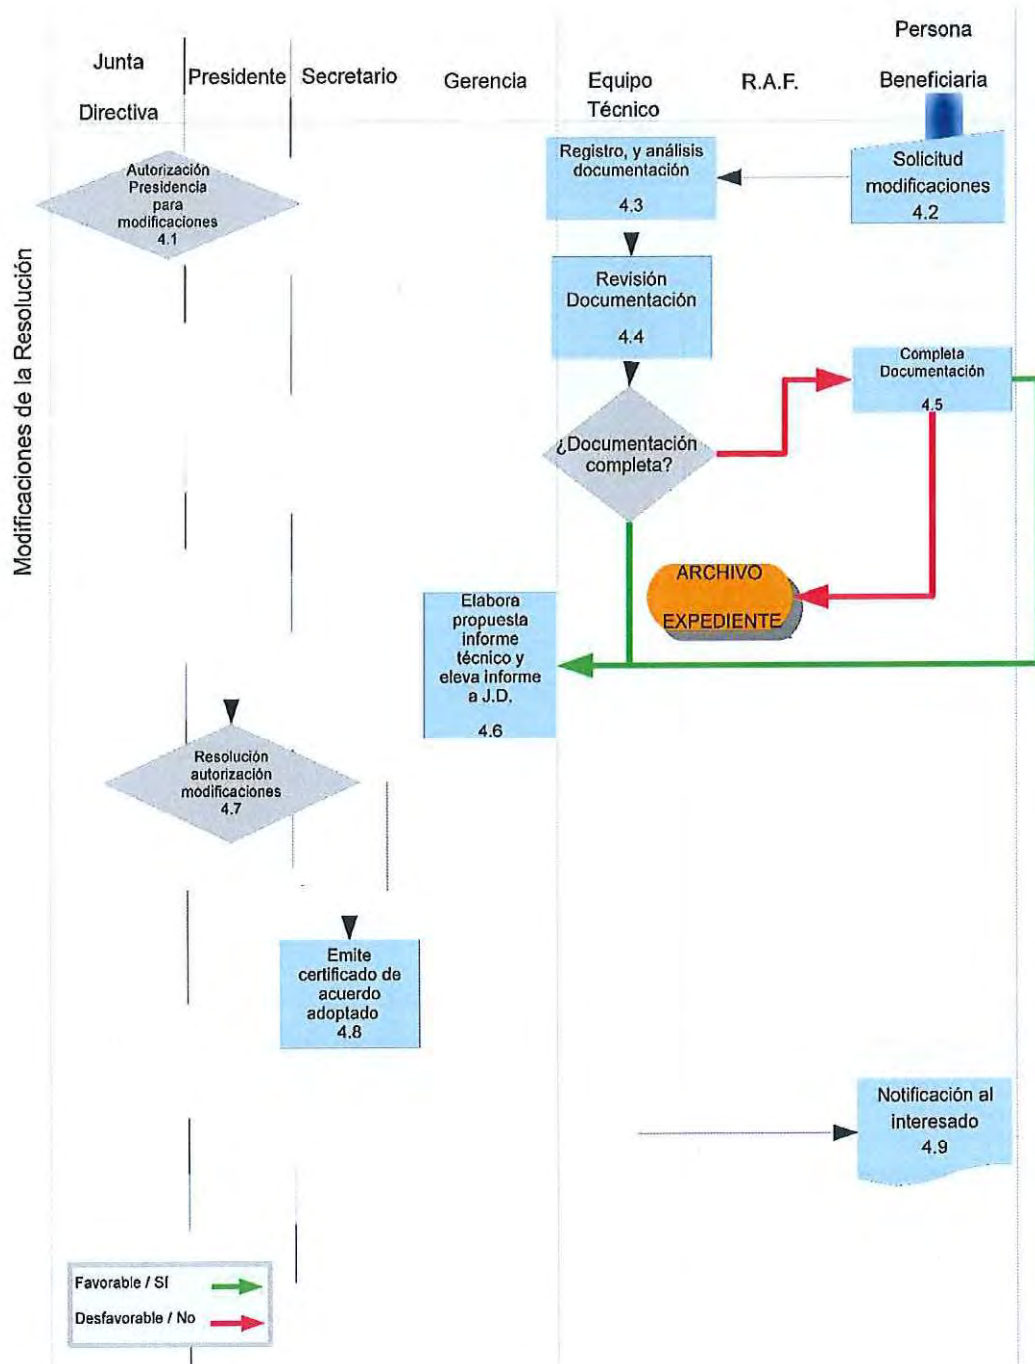 Junta
Directiva
Presidente
Secretario
Gerencia
Equipo
Técnico
R.A.F.
Persona
Beneficiaria
Modificaciones de la Resolución
Autorización
Presidencia
para
modificaciones
4.1
Registro, y análisis
documentación
4.3
Solicitud
modificaciones
4.2
Revisión
Documentación
4.4
Completa
Documentación
4.5
¿Documentación
completa?
ARCHIVO
EXPEDIENTE
Elabora
propuesta
informe
técnico y
eleva informe
a J.D.
4.6
Resolución
autorización
modificaciones
4.7
Emite
certificado de
acuerdo
adoptado
4.8
Notificación al
interesado
4.9
Favorable / SÍ
Desfavorable / No